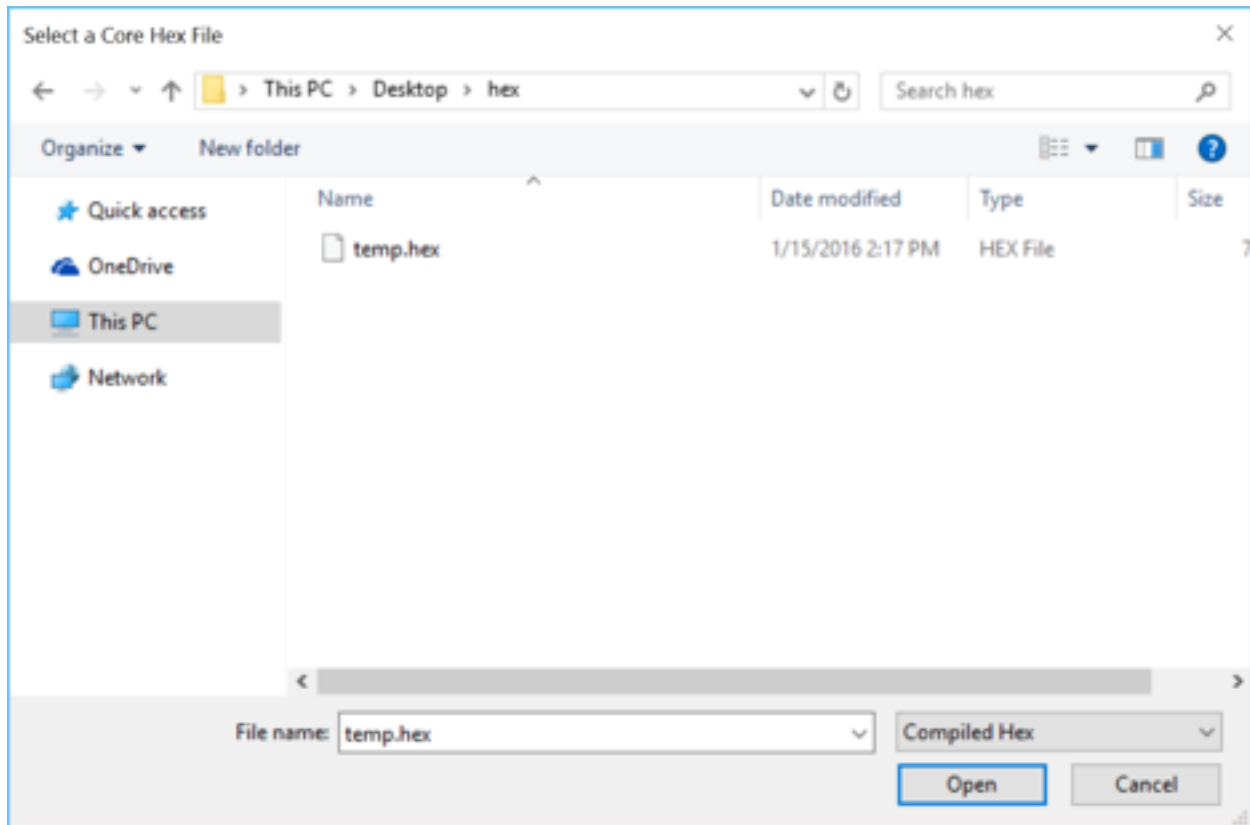 Select a Core Hex File
This PC > Desktop > hex
Search hex
Organize
New folder
?
Name
Date modified
Type
Size
Quick access
OneDrive
This PC
Network
temp.hex
1/15/2016 2:17 PM
HEX File
7
File name:
temp.hex
Compiled Hex
Open
Cancel